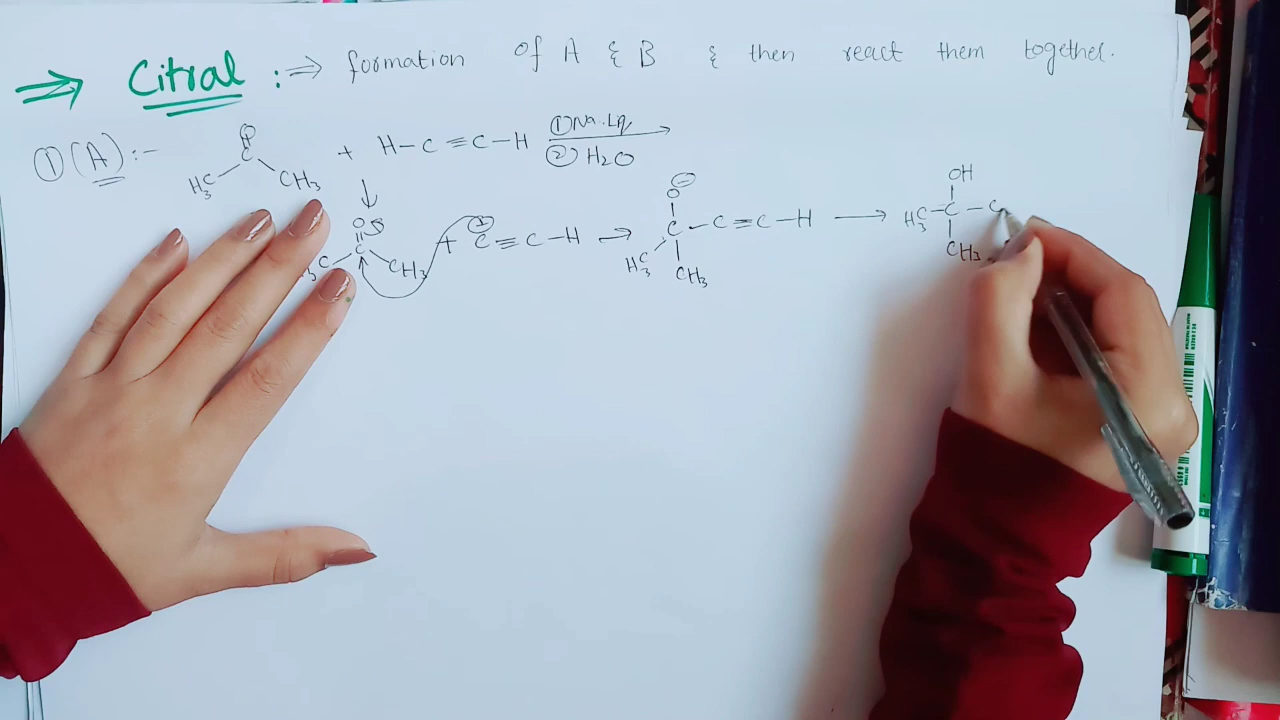 ⇒ Citral :⇒ formation of A & B & then react them together.
①(A):- H₃C C O CH₃ + H-C≡C-H ①Na.Lq ②H₂O →
O C C CH₃ + C≡C-H → O⊖ H₃C-C-C≡C-H CH₃ → OH H₃C-C-C CH₃